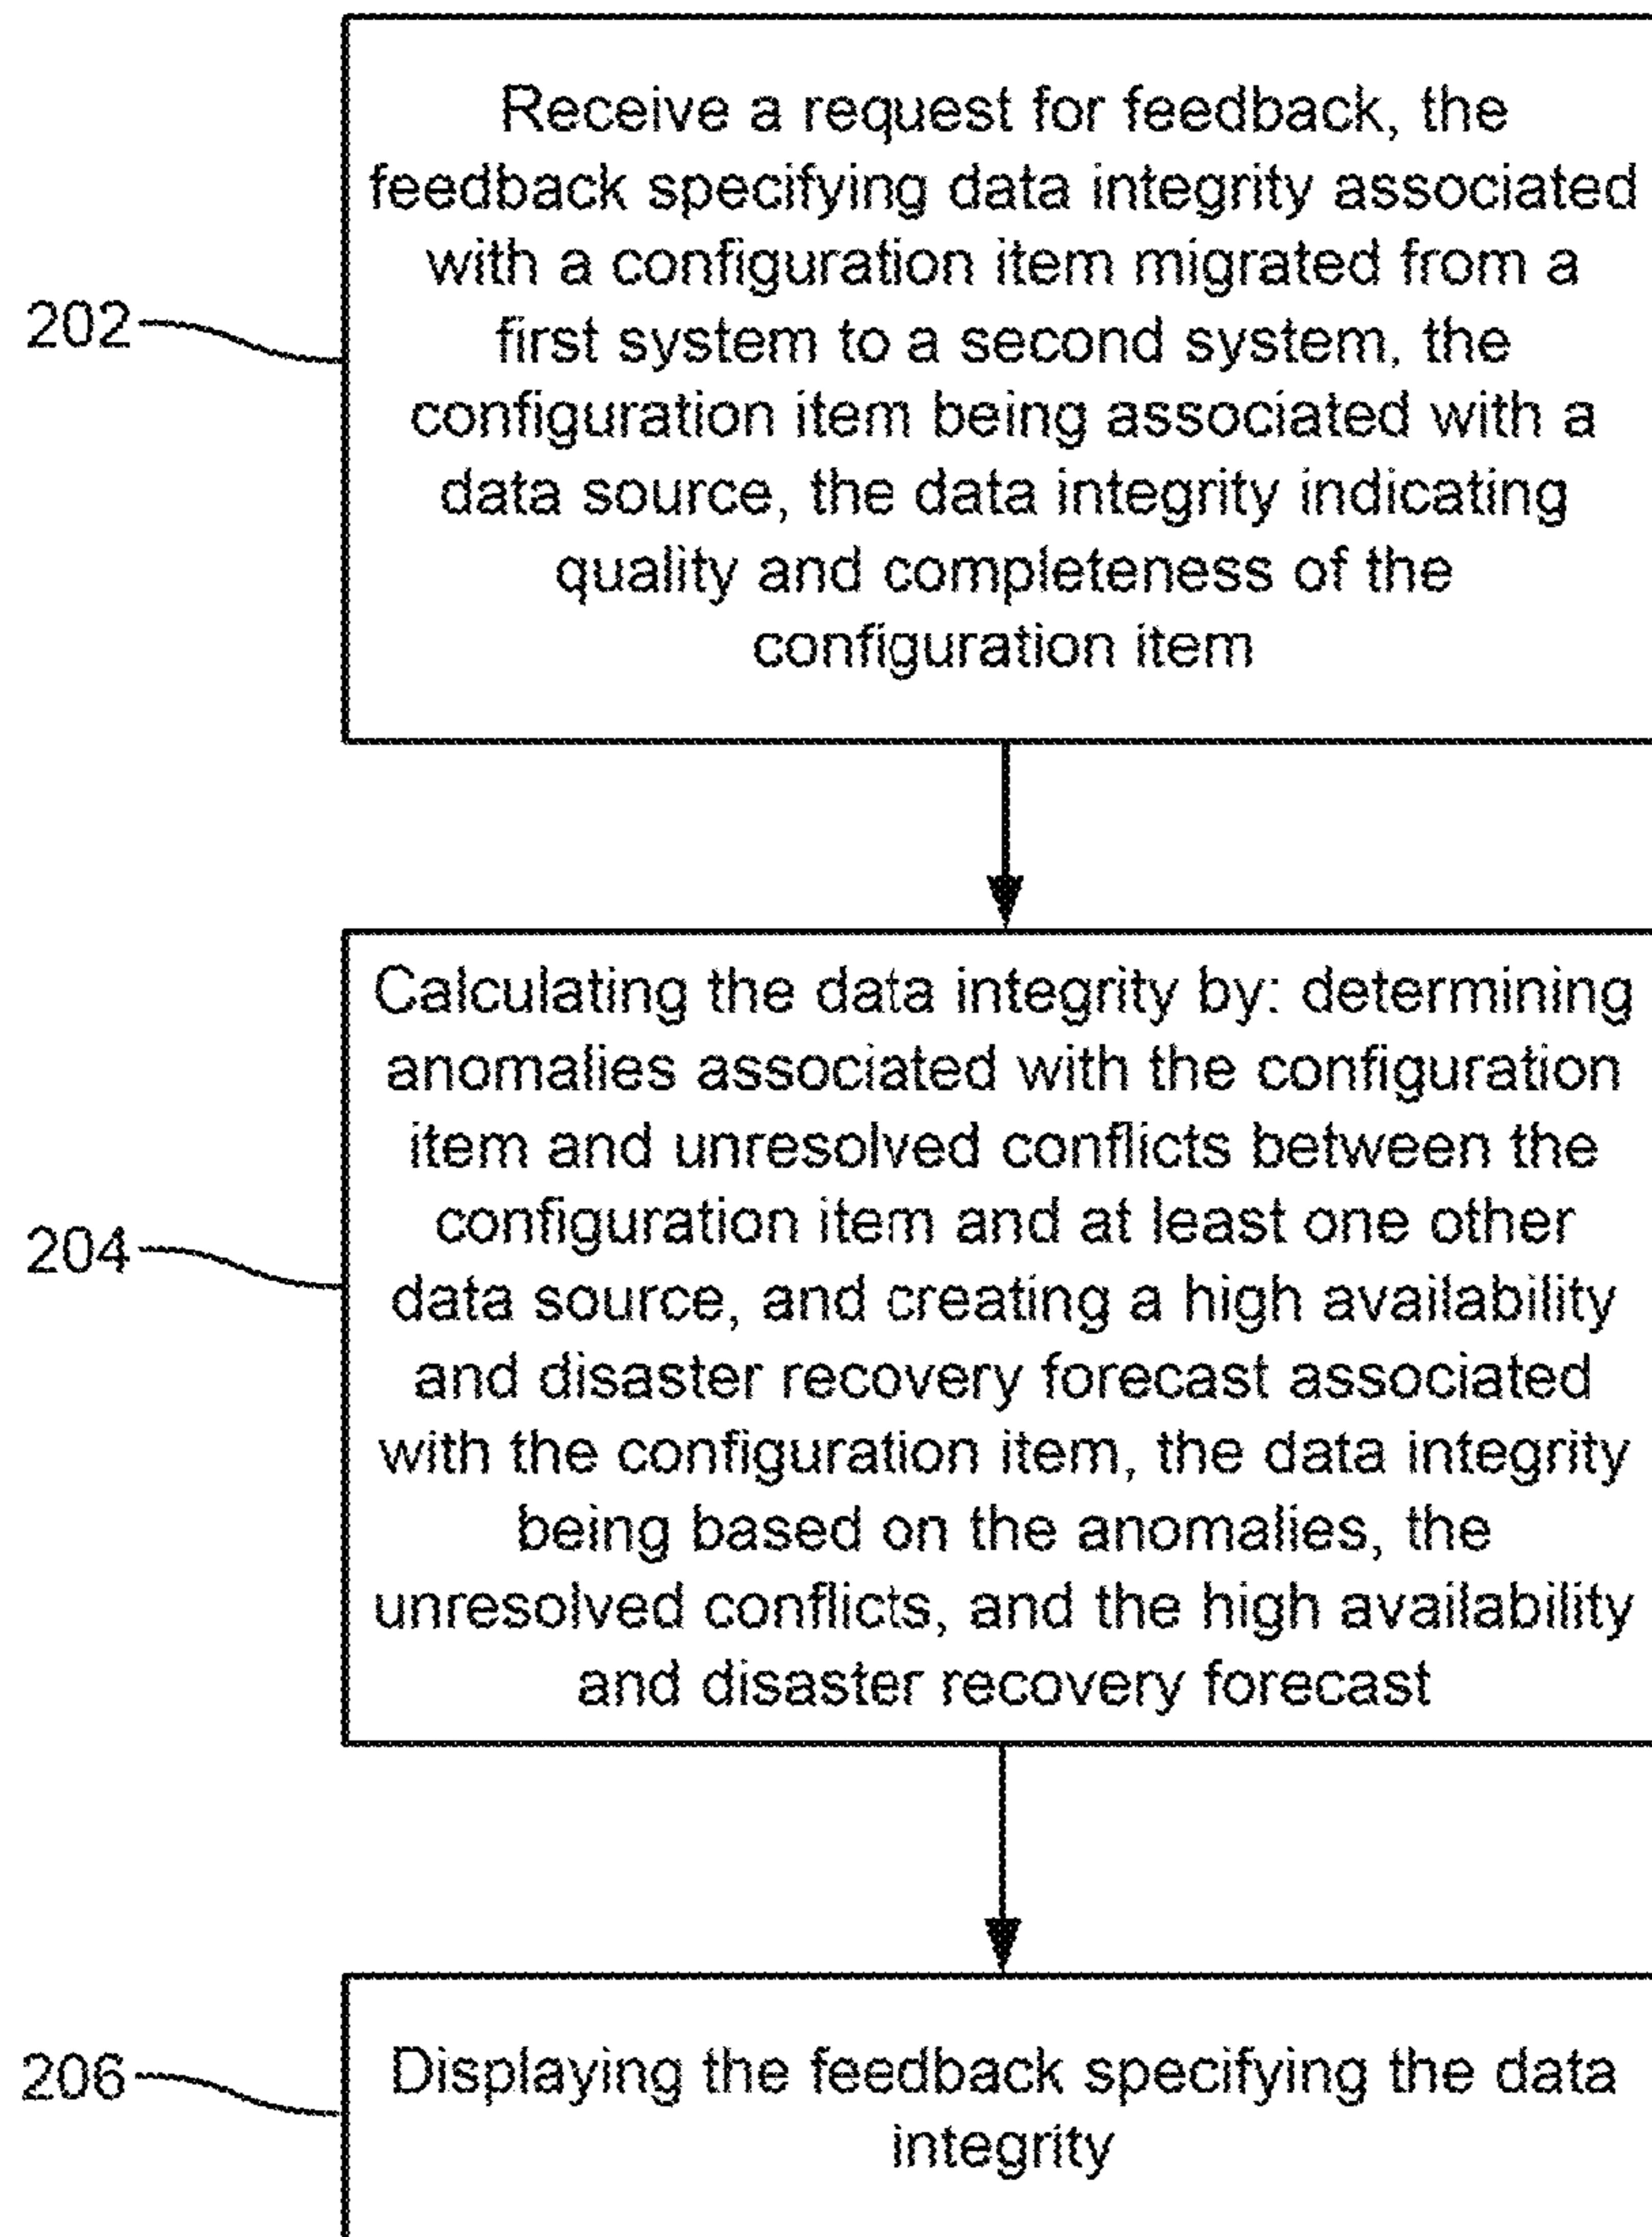 Receive a request for feedback, the
feedback specifying data integrity associated
with a configuration item migrated from a
202
first system to a second system, the
configuration item being associated with a
data source, the data integrity indicating
quality and completeness of the
configuration item
Calculating the data integrity by: determining
anomalies associated with the configuration
item and unresolved conflicts between the
204
configuration item and at least one other
data source, and creating a high availability
and disaster recovery forecast associated
with the configuration item, the data integrity
being based on the anomalies, the
unresolved conflicts, and the high availability
and disaster recovery forecast
206
Displaying the feedback specifying the data
integrity